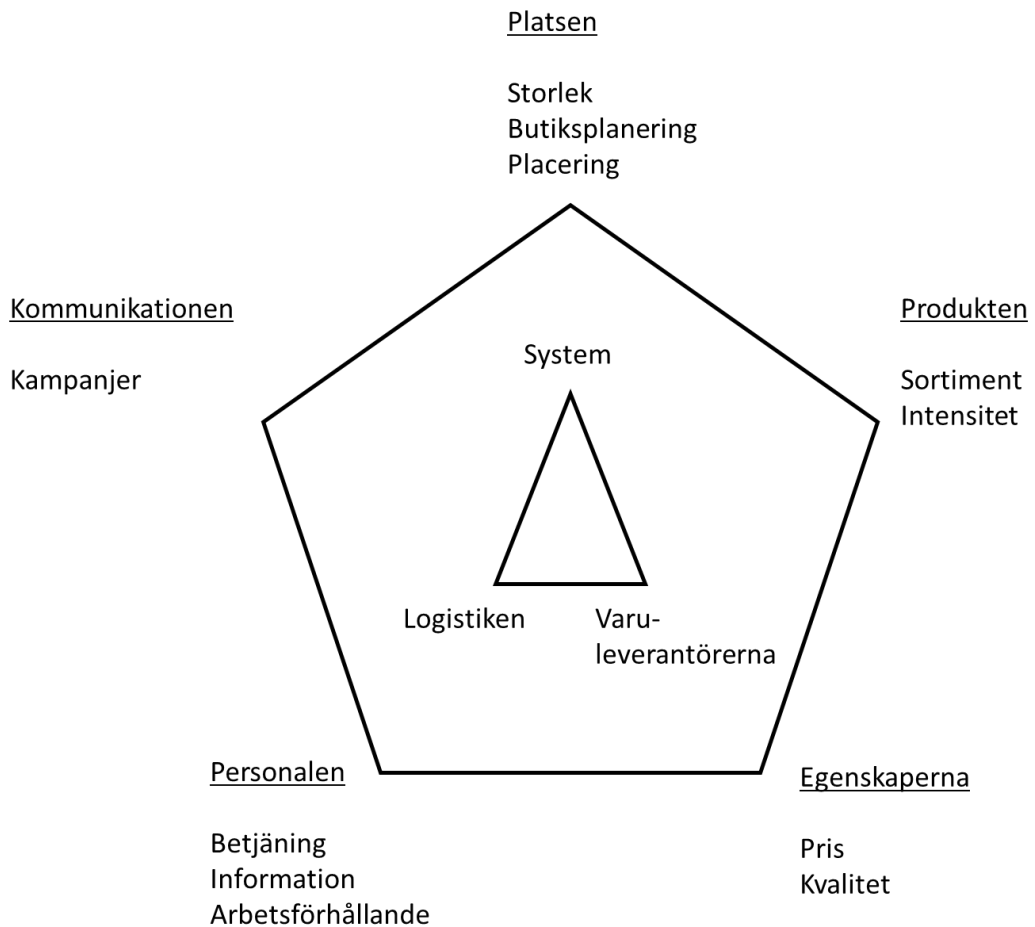 Platsen
Storlek
Butiksplanering
Placering
Kommunikationen
Kampanjer
Produkten
Sortiment
Intensitet
System
Logistiken
Varu-
leverantörerna
Personalen
Betjäning
Information
Arbetsförhållande
Egenskaperna
Pris
Kvalitet